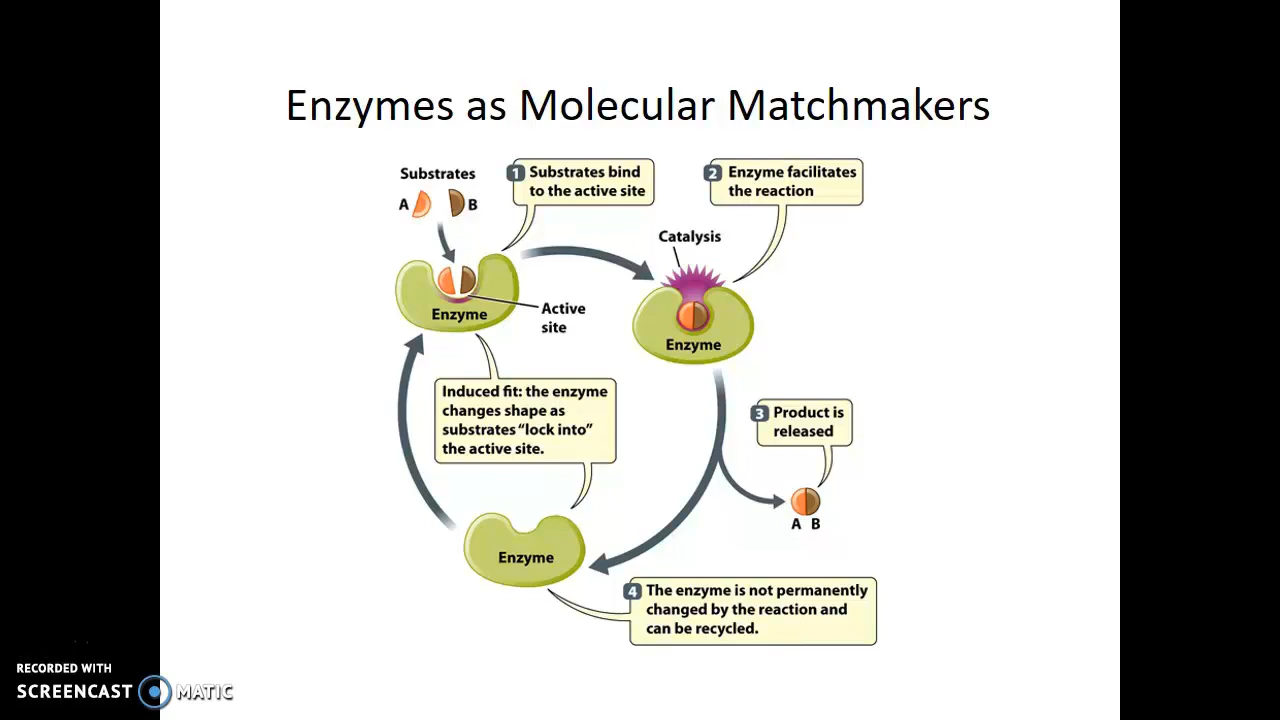 Enzymes as Molecular Matchmakers
Substrates
A B
1 Substrates bind
to the active site
2 Enzyme facilitates
the reaction
Catalysis
Enzyme
Active
site
Enzyme
Induced fit: the enzyme
changes shape as
substrates “lock into”
the active site.
3 Product is
released
A B
Enzyme
4 The enzyme is not permanently
changed by the reaction and
can be recycled.
RECORDED WITH
SCREENCAST MATIC